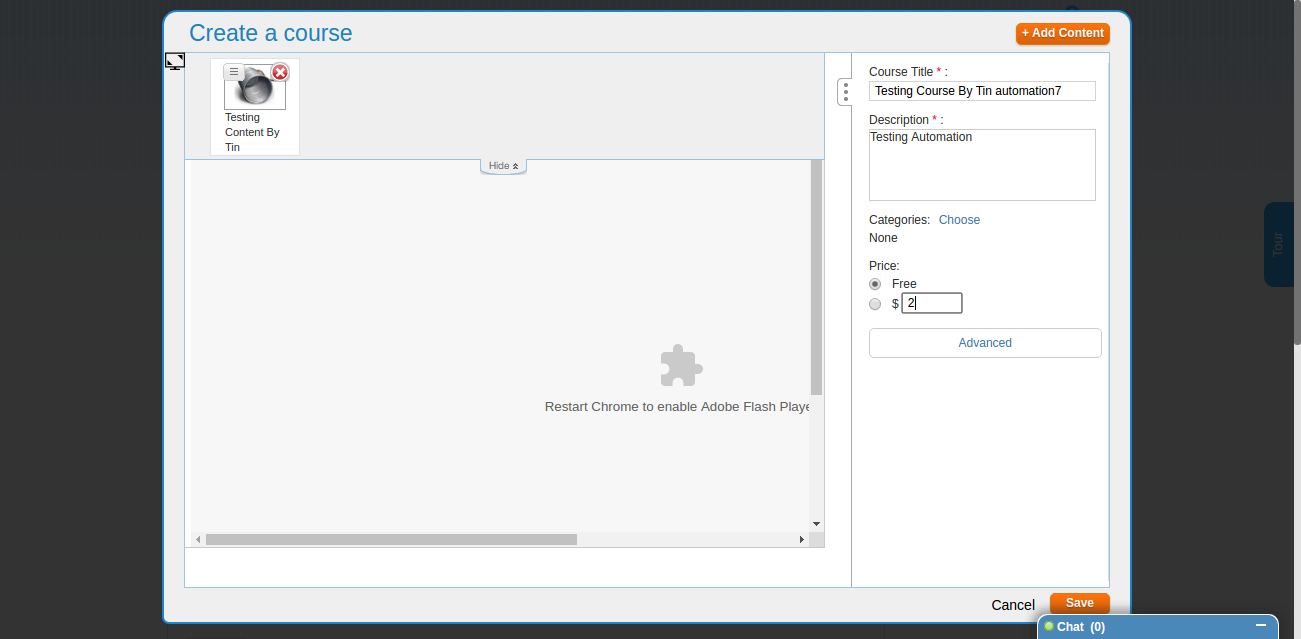 Create a course
+ Add Content
Testing
Content By
Tin
Hide
Restart Chrome to enable Adobe Flash Playe
Course Title * :
Testing Course By Tin automation7
Description * :
Testing Automation
Categories: Choose
None
Price:
Free
$ 2
Advanced
Tour
Cancel
Save
Chat (0)